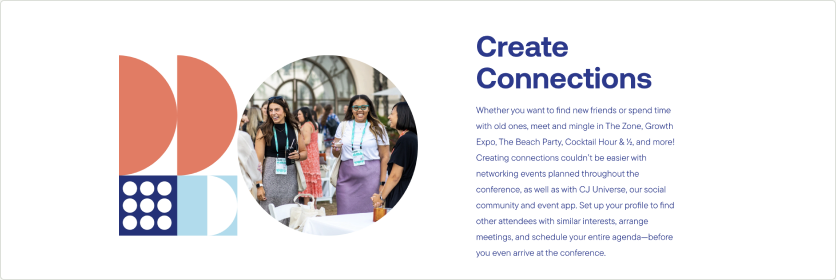 Create
Connections
Whether you want to find new friends or spend time
with old ones, meet and mingle in The Zone, Growth
Expo, The Beach Party, Cocktail Hour & ½, and more!
Creating connections couldn't be easier with
networking events planned throughout the
conference, as well as with CJ Universe, our social
community and event app. Set up your profile to find
other attendees with similar interests, arrange
meetings, and schedule your entire agenda—before
you even arrive at the conference.